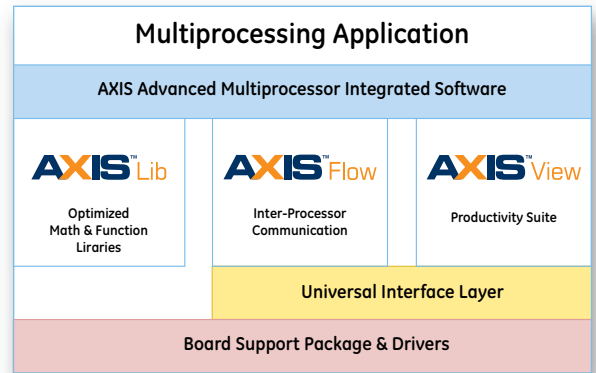 Multiprocessing Application
AXIS Advanced Multiprocessor Integrated Software
AXIS™ Lib
Optimized
Math & Function
Liraries
AXIS™ Flow
Inter-Processor
Communication
AXIS™ View
Productivity Suite
Universal Interface Layer
Board Support Package & Drivers